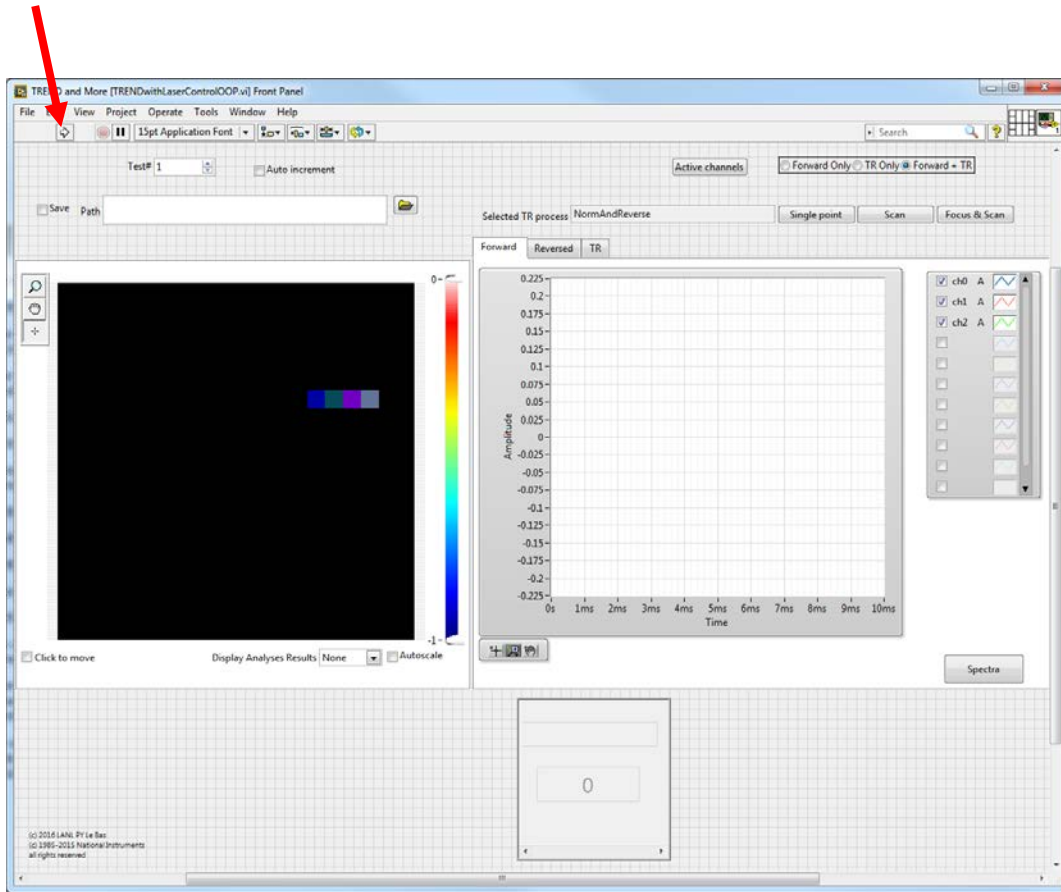 TREND and More [TRENDwithLaserControlOOP.vi] Front Panel
File View Project Operate Tools Window Help
15pt Application Font
Search
?
1
Test# 1
Auto increment
Active channels
Forward Only TR Only Forward + TR
Save Path
Selected TR process NormAndReverse
Single point Scan Focus & Scan
Forward Reversed TR
0
-1
Click to move
Display Analyses Results None
Autoscale
Amplitude
0.225
0.2
0.175
0.15
0.125
0.1
0.075
0.05
0.025
0
-0.025
-0.05
-0.075
-0.1
-0.125
-0.15
-0.175
-0.2
-0.225
0s 1ms 2ms 3ms 4ms 5ms 6ms 7ms 8ms 9ms 10ms
Time
ch0 A
ch1 A
ch2 A
Spectra
0
(c) 2016 LANL PY Le Bas
(c) 1985-2015 National Instruments
all rights reserved